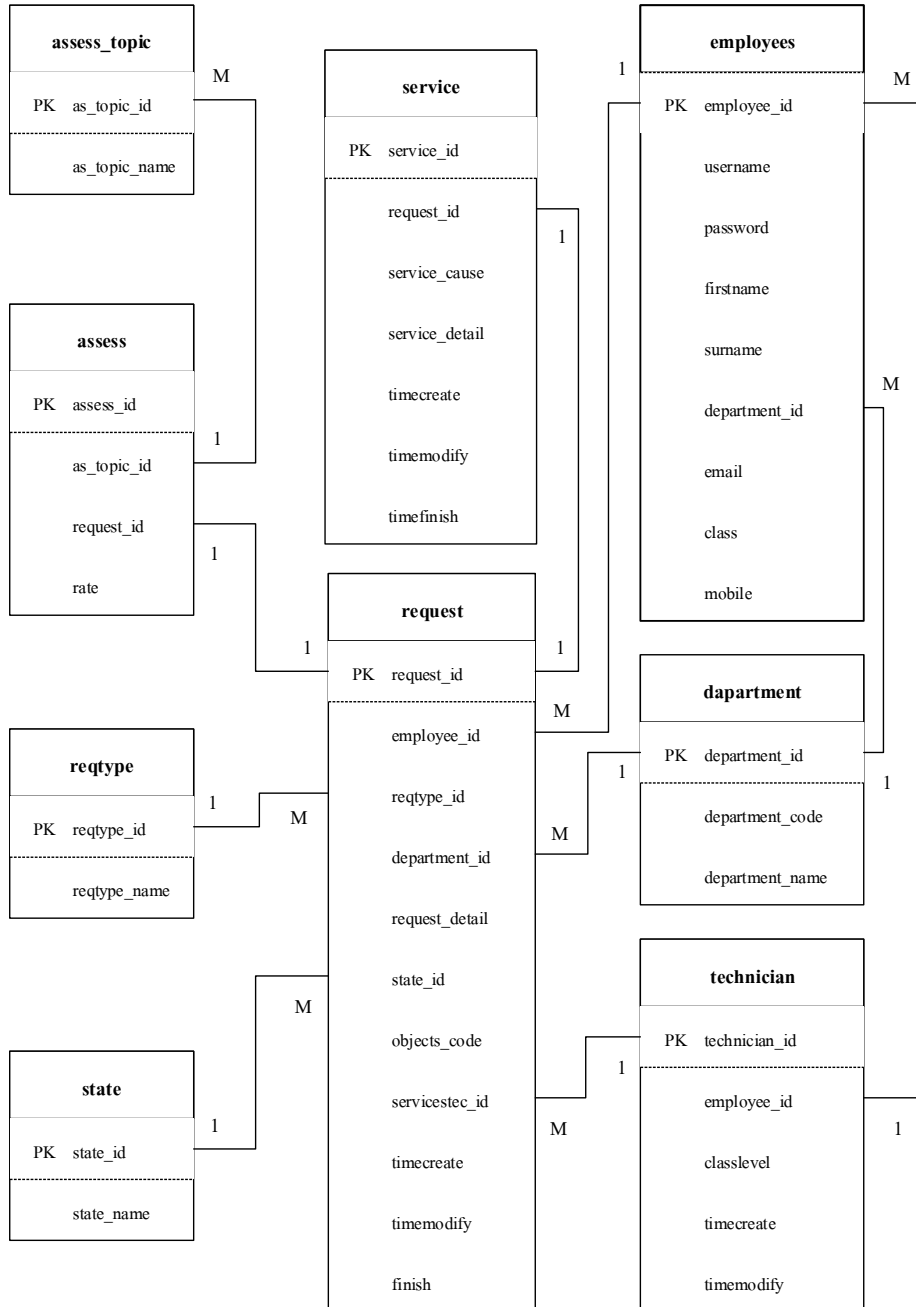 assess_topic
PK as_topic_id
as_topic_name
M
assess
PK assess_id
as_topic_id
request_id
rate
1
1
reqtype
PK reqtype_id
reqtype_name
1
M
state
PK state_id
state_name
1
M
service
PK service_id
request_id
service_cause
service_detail
timecreate
timemodify
timefinish
1
request
PK request_id
employee_id
reqtype_id
department_id
request_detail
state_id
objects_code
servicestec_id
timecreate
timemodify
finish
1
1
M
M
M
employees
PK employee_id
username
password
firstname
surname
department_id
email
class
mobile
1
M
M
dapartment
PK department_id
department_code
department_name
1
1
technician
PK technician_id
employee_id
classlevel
timecreate
timemodify
1
1